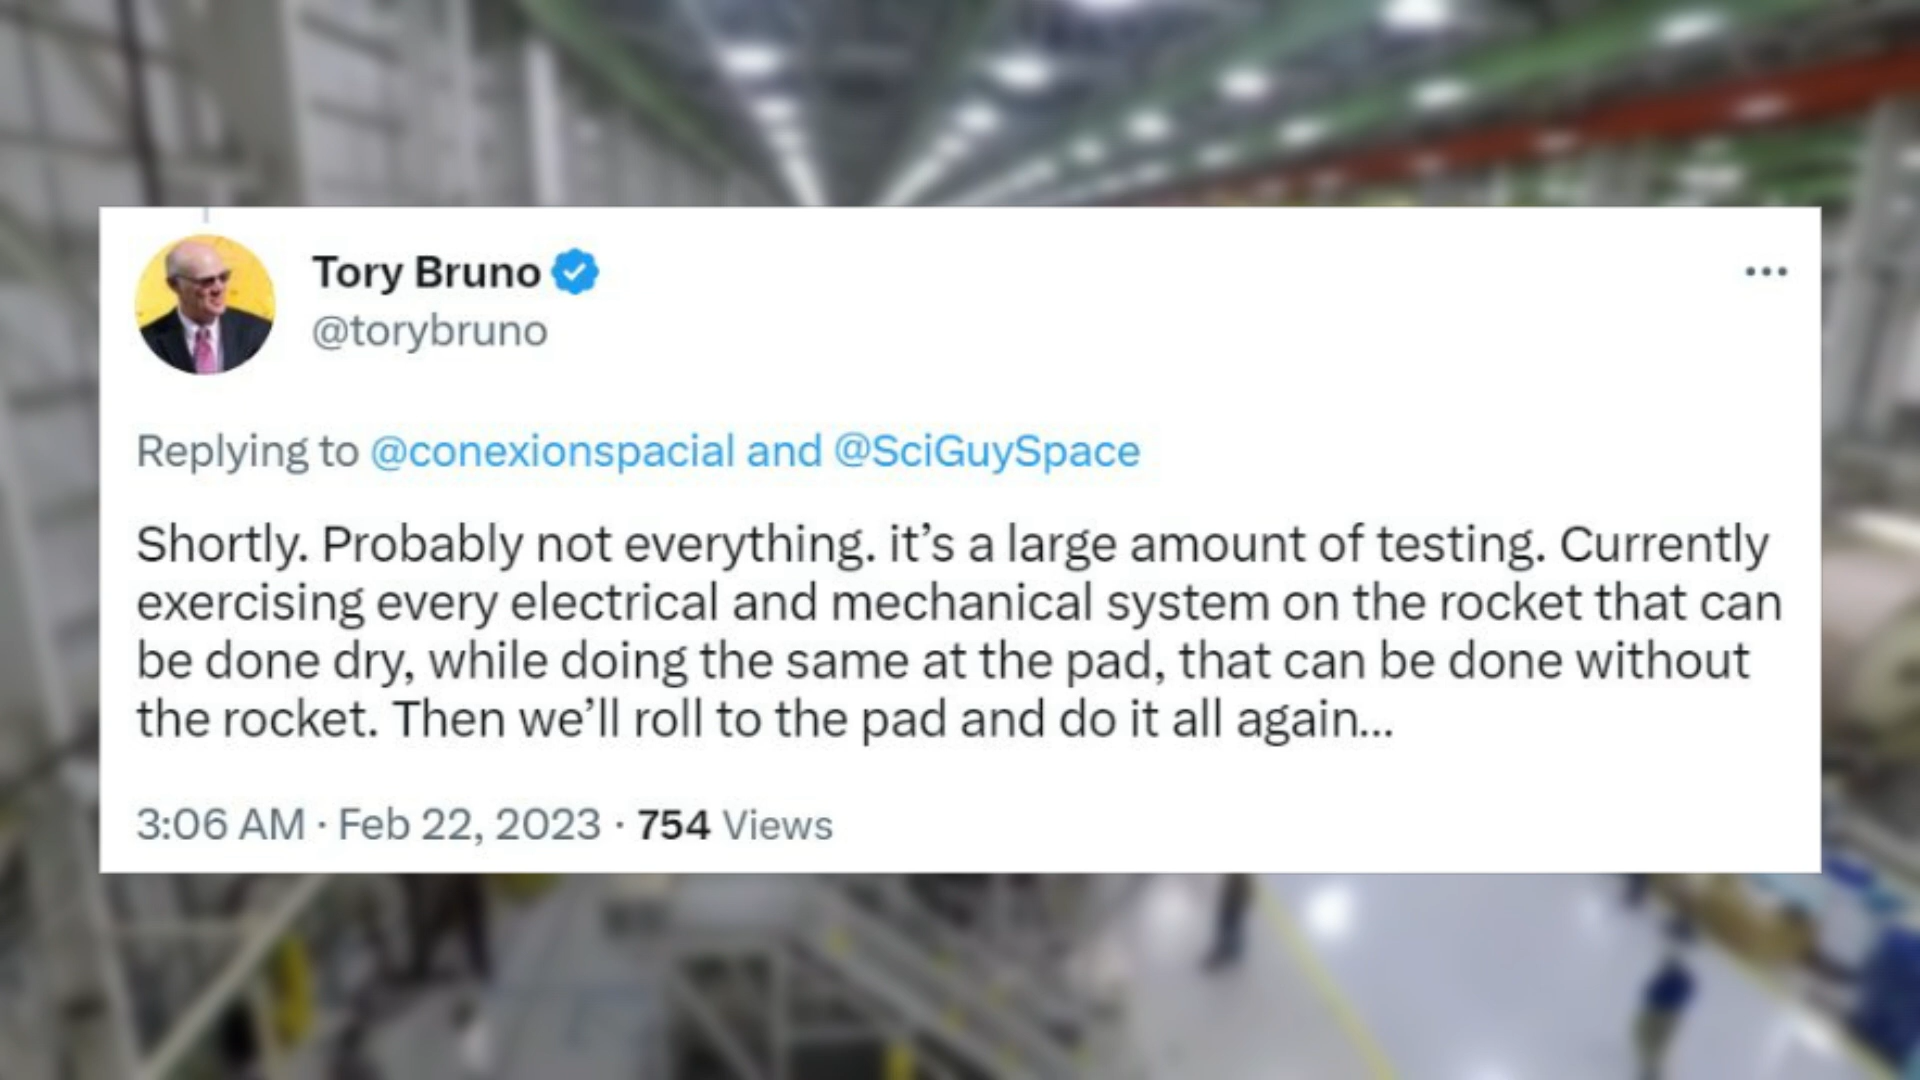 Tory Bruno
@torybruno
Replying to @conexionspacial and @SciGuySpace
Shortly. Probably not everything. it’s a large amount of testing. Currently
exercising every electrical and mechanical system on the rocket that can
be done dry, while doing the same at the pad, that can be done without
the rocket. Then we’ll roll to the pad and do it all again...
3:06 AM · Feb 22, 2023 · 754 Views